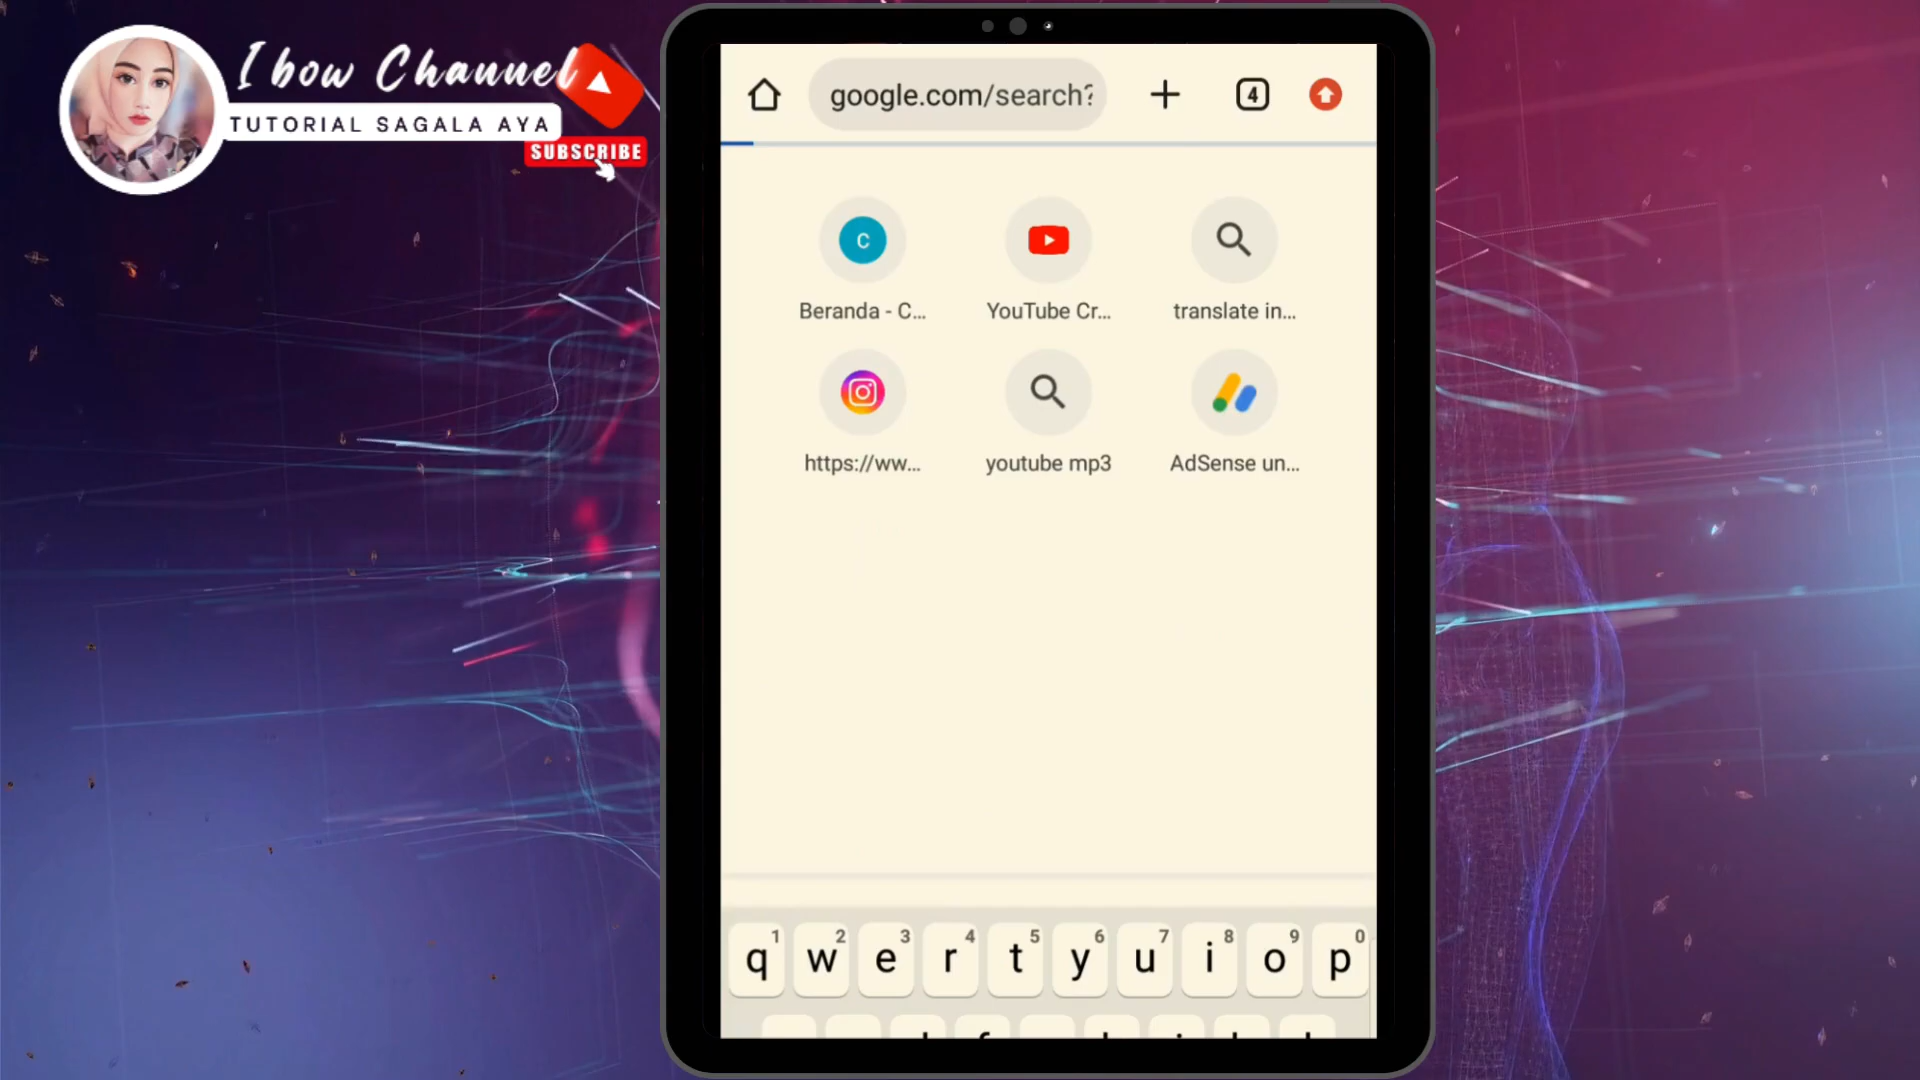 I bow Channel
TUTORIAL SAGALA AYA
SUBSCRIBE
google.com/search?
4
C
Beranda - C...
YouTube Cr...
translate in...
https://ww...
youtube mp3
AdSense un...
1 2 3 4 5 6 7 8 9 0
q w e r t y u i o p